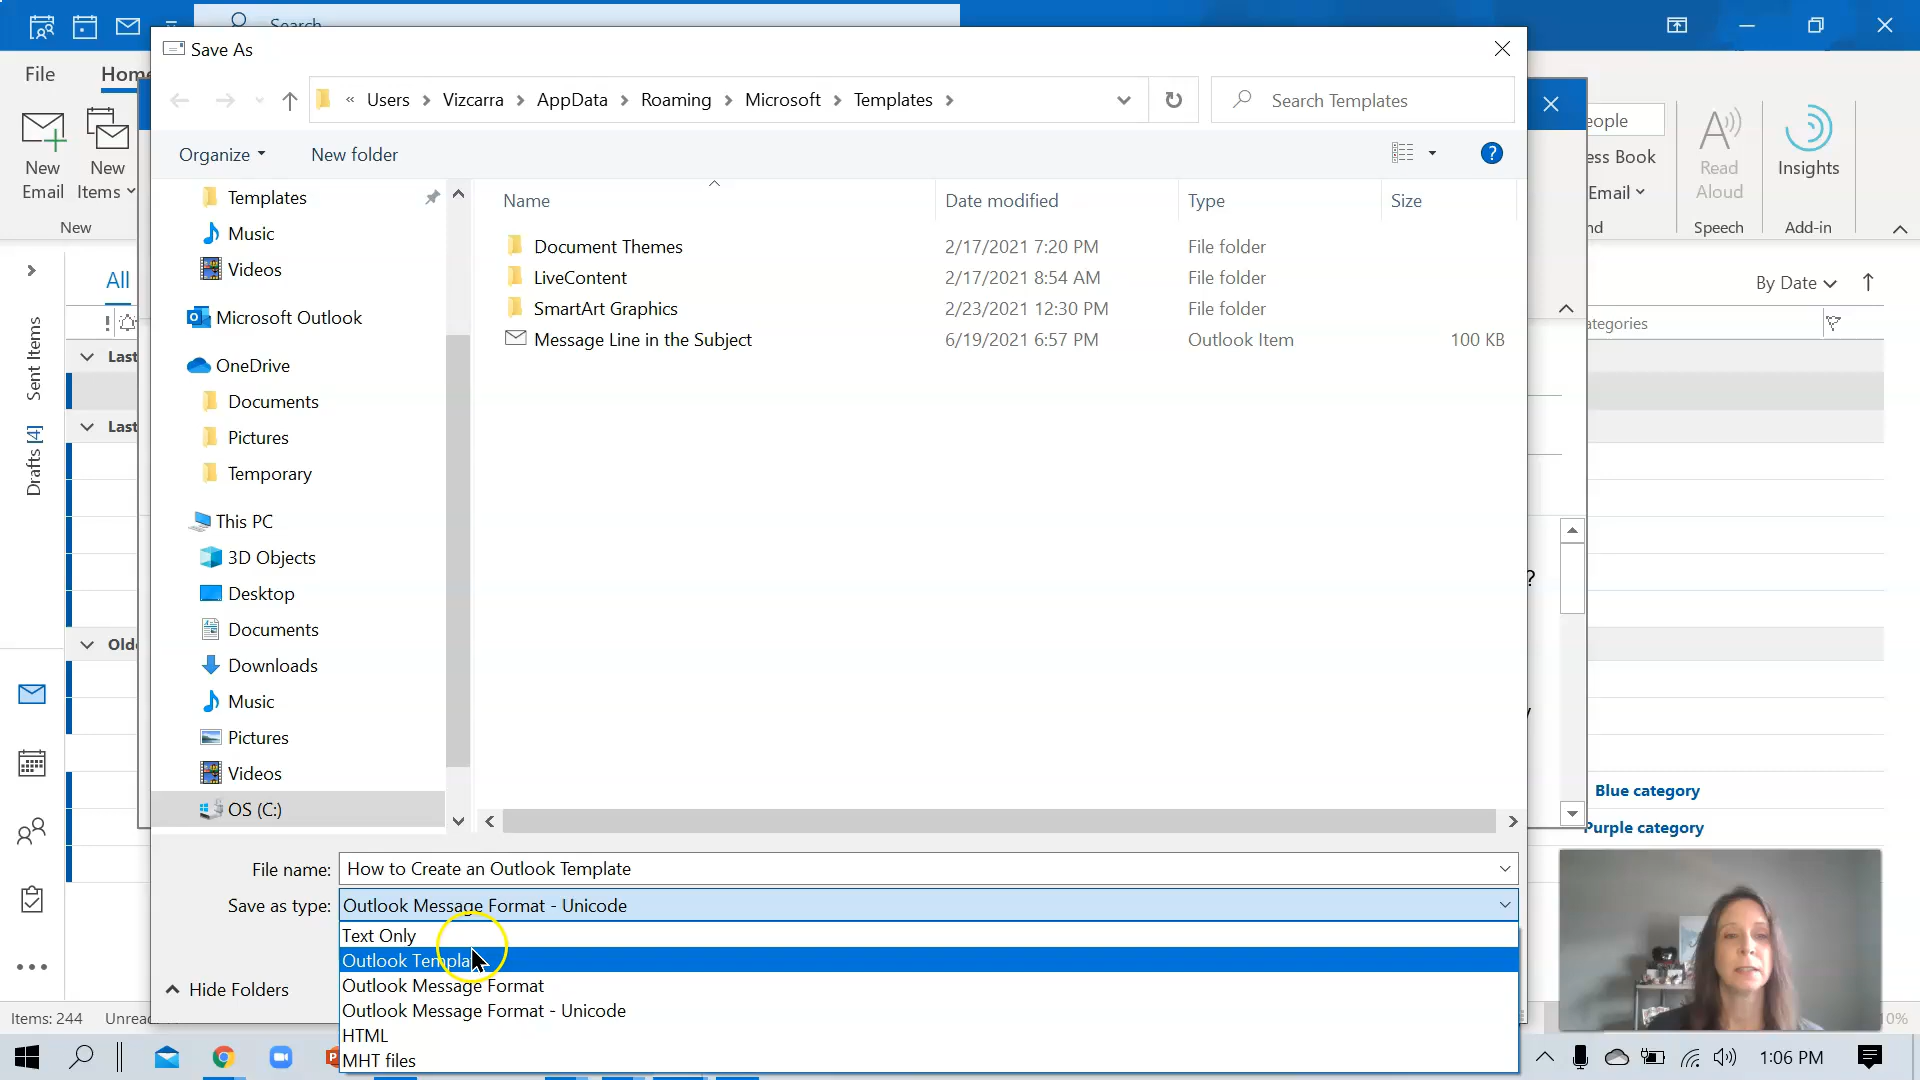 Search
Save As
File
Home
« Users > Vizcarra > AppData > Roaming > Microsoft > Templates >
Search Templates
New
Email
New
Items
New
Organize
New folder
?
People
ess Book
Email
nd
Read
Aloud
Speech
Insights
Add-in
Name
Date modified
Type
Size
Templates
Music
Videos
Microsoft Outlook
OneDrive
Documents
Pictures
Temporary
This PC
3D Objects
Desktop
Documents
Downloads
Music
Pictures
Videos
OS (C:)
Document Themes 2/17/2021 7:20 PM File folder
LiveContent 2/17/2021 8:54 AM File folder
SmartArt Graphics 2/23/2021 12:30 PM File folder
Message Line in the Subject 6/19/2021 6:57 PM Outlook Item 100 KB
All
By Date
ategories
Last
Last
Olde
Sent Items
Drafts [4]
?
Blue category
Purple category
File name: How to Create an Outlook Template
Save as type: Outlook Message Format - Unicode
Text Only
Outlook Templa
Outlook Message Format
Outlook Message Format - Unicode
HTML
MHT files
Hide Folders
Items: 244
Unrea
10%
1:06 PM